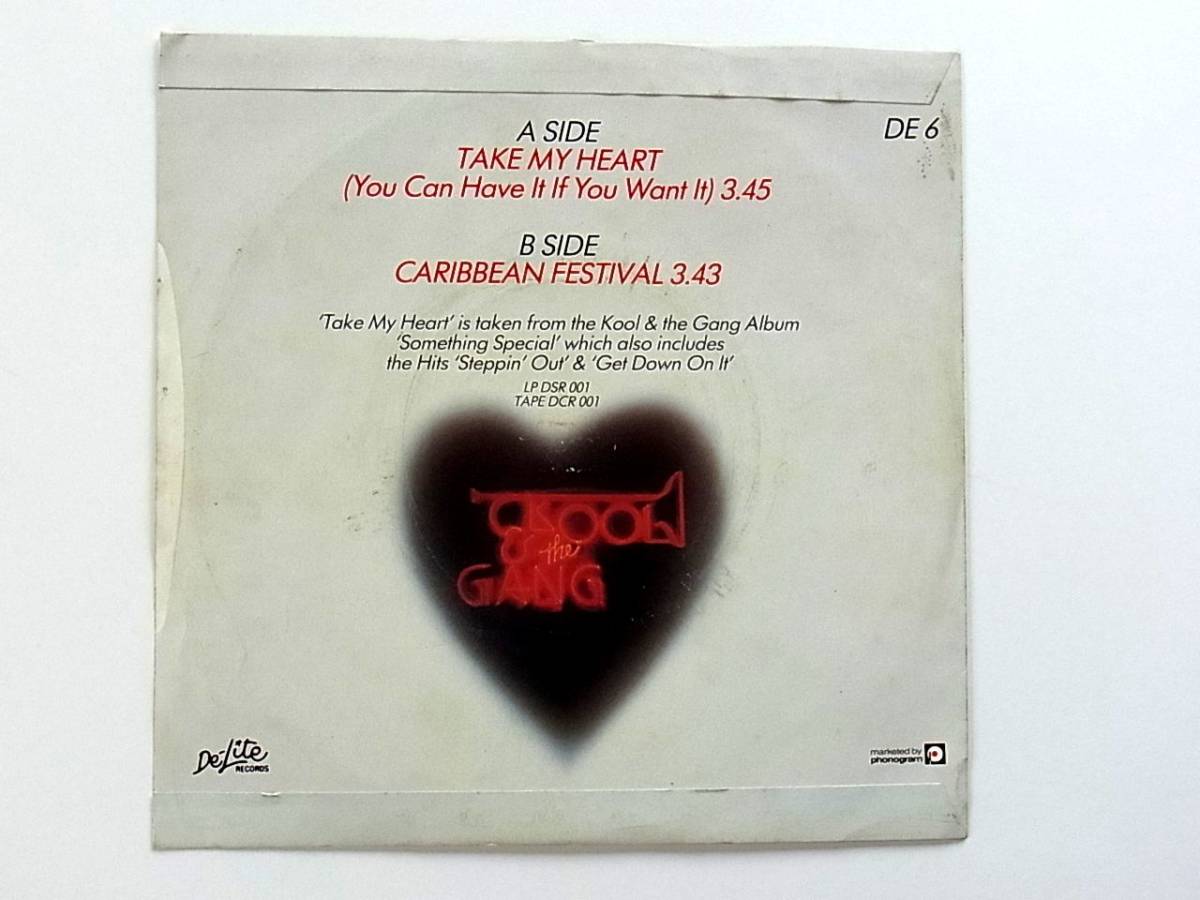 A SIDE
DE 6
TAKE MY HEART
(You Can Have It If You Want It) 3.45
B SIDE
CARIBBEAN FESTIVAL 3.43
'Take My Heart' is taken from the Kool & the Gang Album
'Something Special' which also includes
the Hits 'Steppin' Out' & 'Get Down On It'
LP DSR 001
TAPE DCR 001
KOOL
& the
GANG
De-Lite
RECORDS
marketed by
phonogram